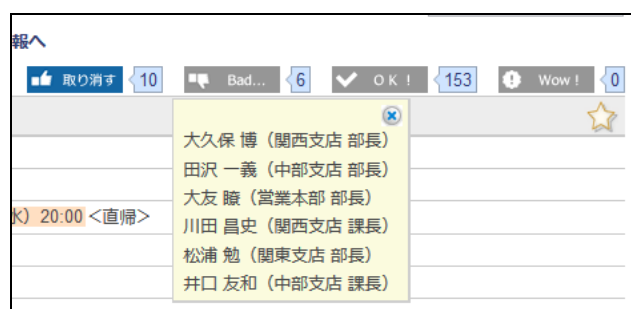 報へ
取り消す 10 Bad... 6 OK! 153 Wow! 0
大久保 博（関西支店 部長）
田沢 一義（中部支店 部長）
大友 瞭（営業本部 部長）
水）20:00 <直帰>
川田 昌史（関西支店 課長）
松浦 勉（関東支店 部長）
井口 友和（中部支店 課長）